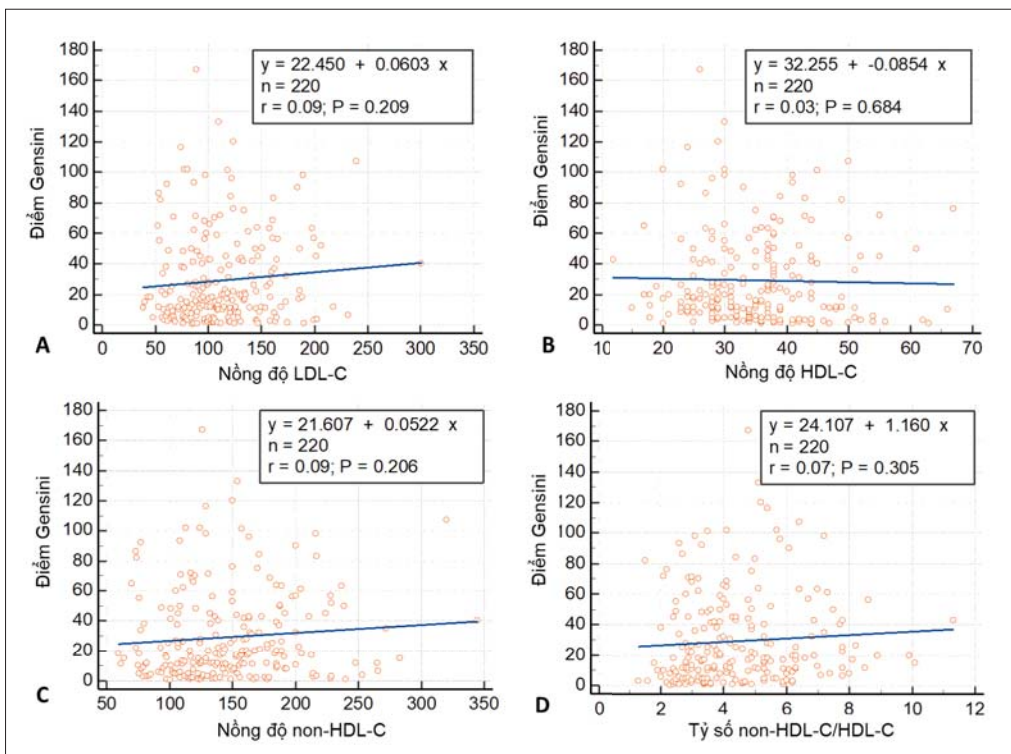 180
160
140
120
100
80
60
40
20
0
Điểm Gensini
y = 22.450 + 0.0603 x
n = 220
r = 0.09; P = 0.209
A
0 50 100 150 200 250 300 350
Nồng độ LDL-C
180
160
140
120
100
80
60
40
20
0
Điểm Gensini
y = 32.255 + -0.0854 x
n = 220
r = 0.03; P = 0.684
B
10 20 30 40 50 60 70
Nồng độ HDL-C
180
160
140
120
100
80
60
40
20
0
Điểm Gensini
y = 21.607 + 0.0522 x
n = 220
r = 0.09; P = 0.206
C
50 100 150 200 250 300 350
Nồng độ non-HDL-C
180
160
140
120
100
80
60
40
20
0
Điểm Gensini
y = 24.107 + 1.160 x
n = 220
r = 0.07; P = 0.305
D
0 2 4 6 8 10 12
Tỷ số non-HDL-C/HDL-C